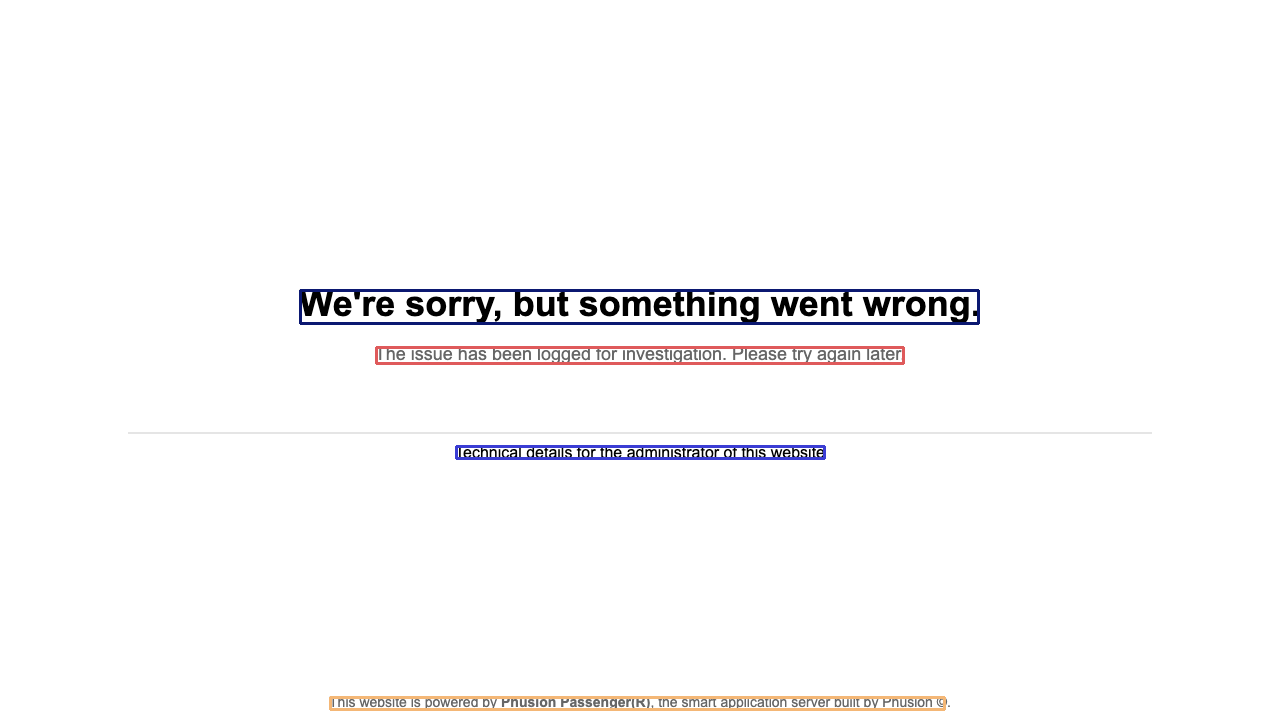 We're sorry, but something went wrong.
The issue has been logged for investigation. Please try again later.
Technical details for the administrator of this website
This website is powered by Phusion Passenger(R), the smart application server built by Phusion ©.